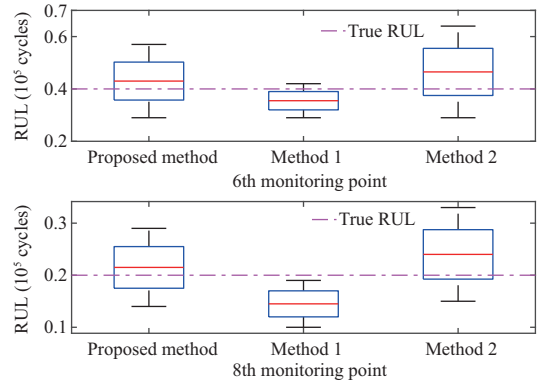 0.7
0.6
0.4
0.2
RUL (10⁵ cycles)
True RUL
Proposed method Method 1 Method 2
6th monitoring point
0.3
0.2
0.1
RUL (10⁵ cycles)
True RUL
Proposed method Method 1 Method 2
8th monitoring point